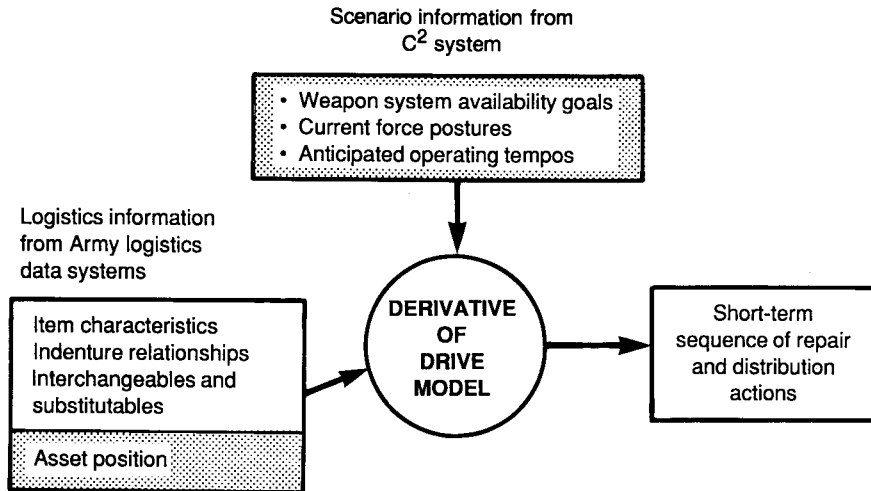 Scenario information from
C² system
• Weapon system availability goals
• Current force postures
• Anticipated operating tempos
Logistics information
from Army logistics
data systems
Item characteristics
Indenture relationships
Interchangeables and
substitutables
Asset position
DERIVATIVE
OF
DRIVE
MODEL
Short-term
sequence of repair
and distribution
actions